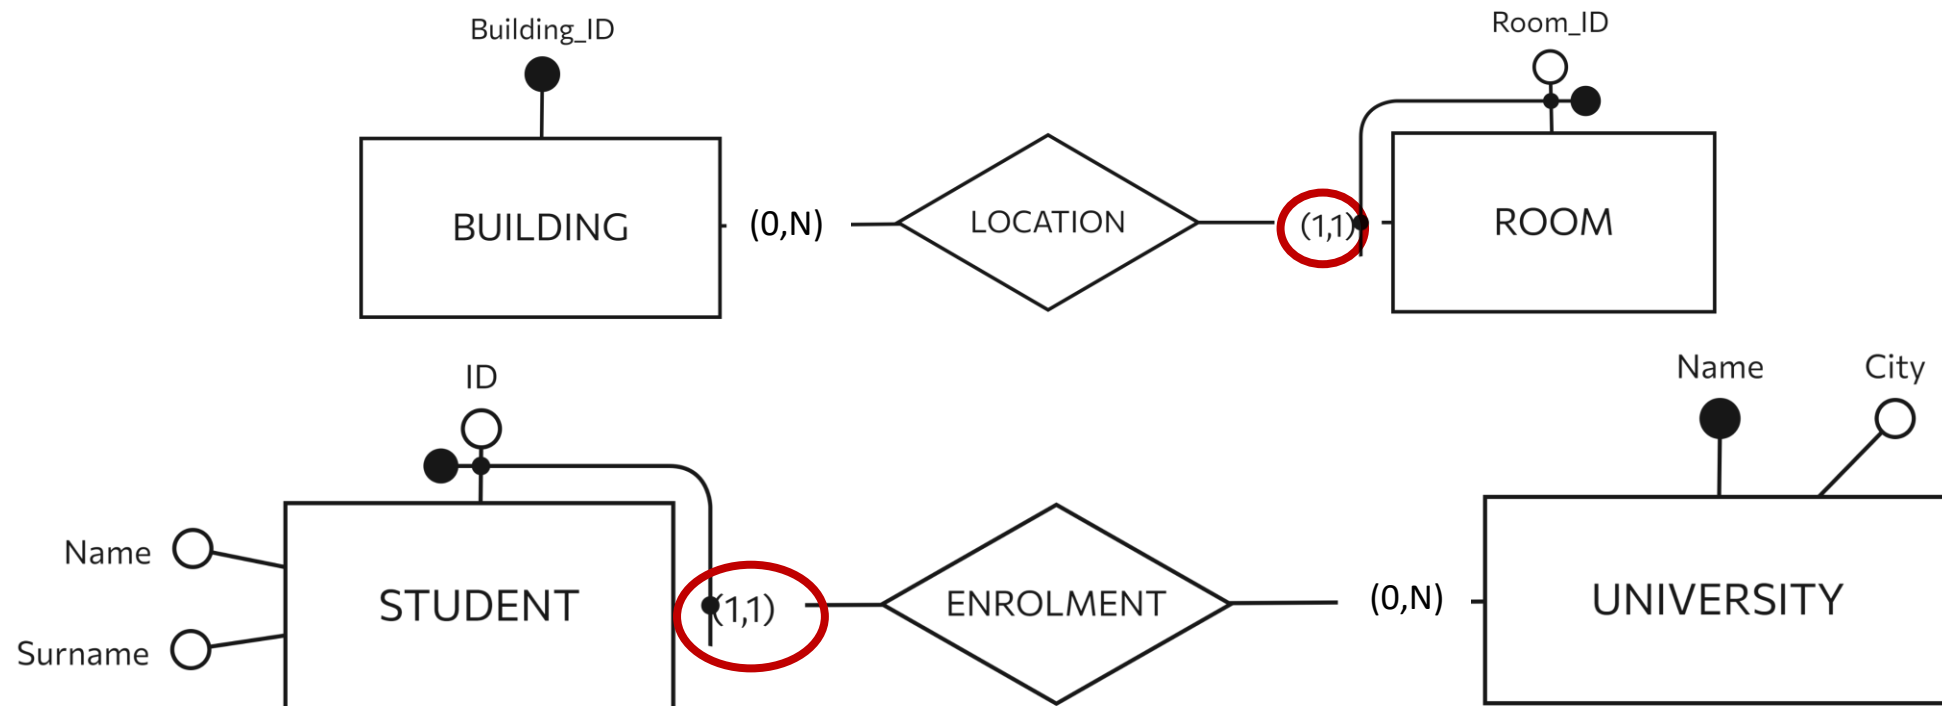 Building_ID
Room_ID
BUILDING
(0,N)
LOCATION
(1,1)
ROOM
ID
Name
City
Name
STUDENT
(1,1)
ENROLMENT
(0,N)
UNIVERSITY
Surname